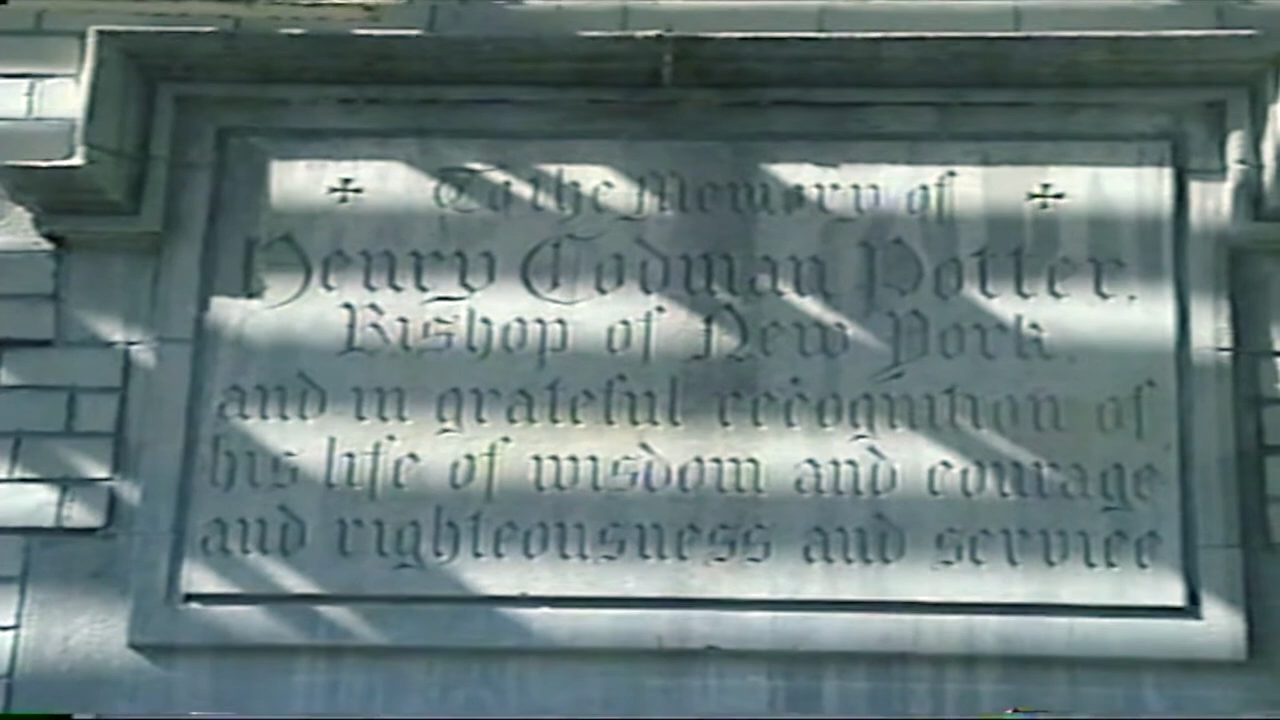 ✠ To the Memory of ✠
Henry Codman Potter,
Bishop of New York,
and in grateful recognition of
his life of wisdom and courage
and righteousness and service